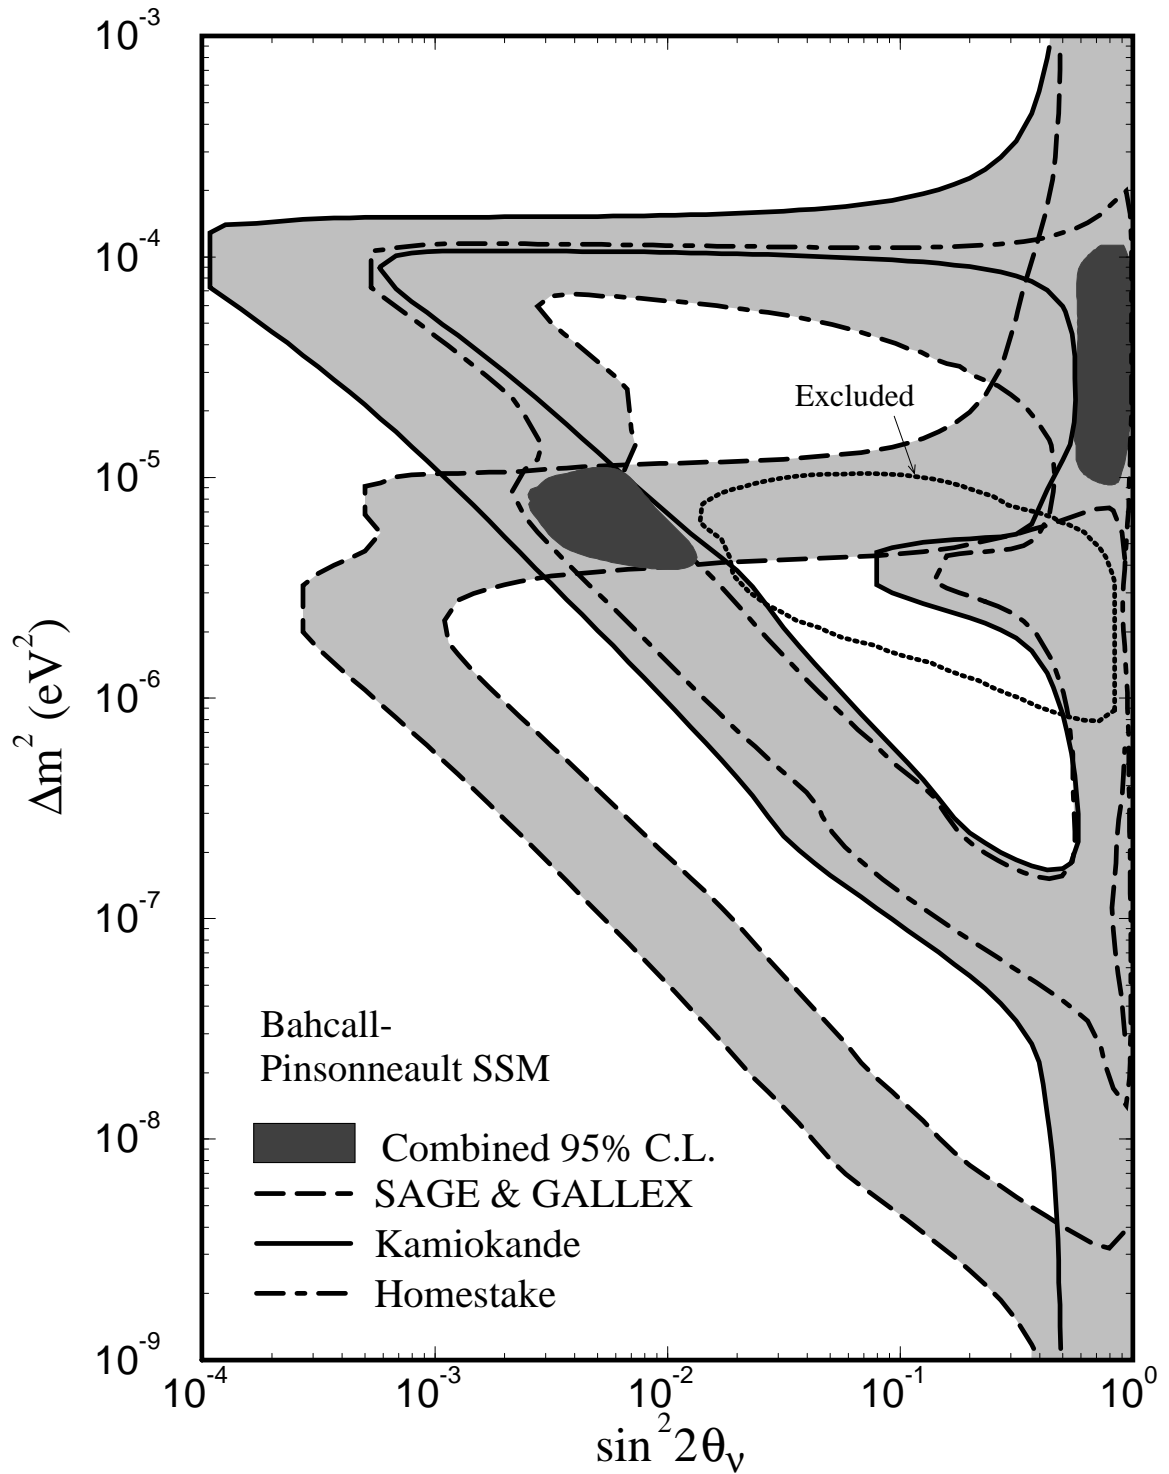 10^-3
10^-4
10^-5
10^-6
10^-7
10^-8
10^-9
Δm^2 (eV^2)
Excluded
Bahcall-
Pinsonneault SSM
Combined 95% C.L.
SAGE & GALLEX
Kamiokande
Homestake
10^-4 10^-3 10^-2 10^-1 10^0
sin^2 2θ_ν